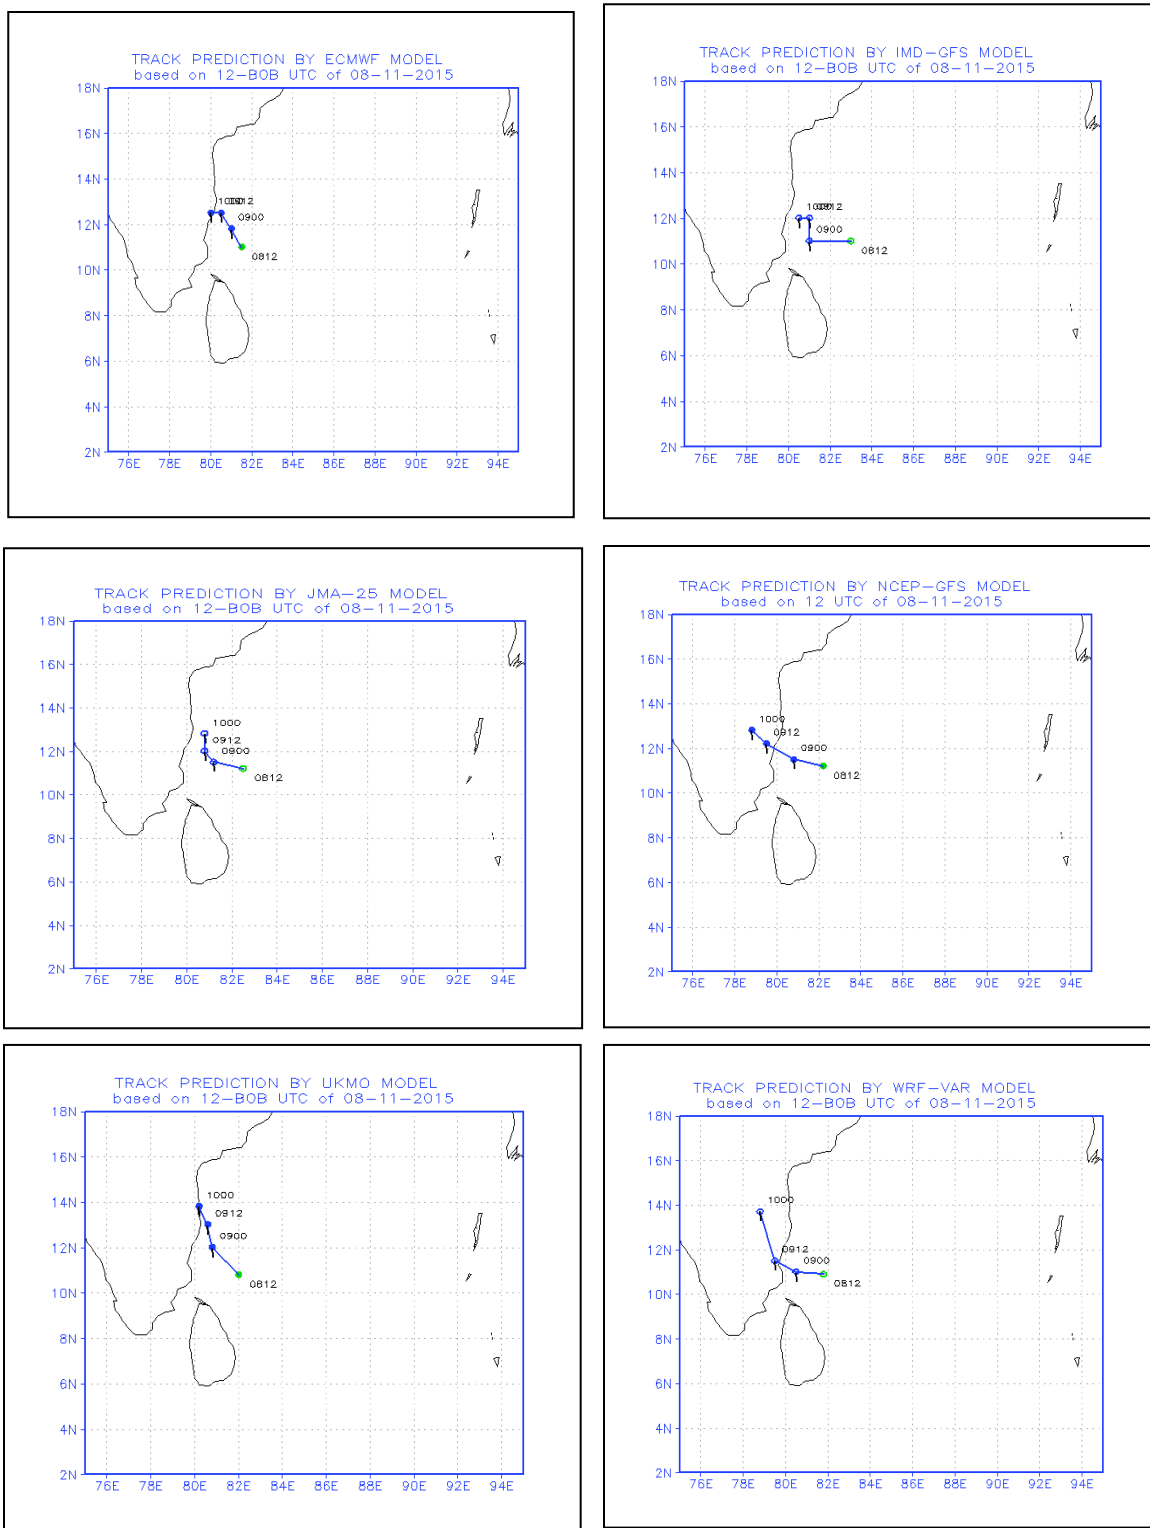 TRACK PREDICTION BY ECMWF MODEL
based on 12-BOB UTC of 08-11-2015
18N
16N
14N
12N
10N
8N
6N
4N
2N
0912
0900
0812
76E 78E 80E 82E 84E 86E 88E 90E 92E 94E
TRACK PREDICTION BY IMD-GFS MODEL
based on 12-BOB UTC of 08-11-2015
18N
16N
14N
12N
10N
8N
6N
4N
2N
0900
0812
76E 78E 80E 82E 84E 86E 88E 90E 92E 94E
TRACK PREDICTION BY JMA-25 MODEL
based on 12-BOB UTC of 08-11-2015
18N
16N
14N
12N
10N
8N
6N
4N
2N
1000
0912
0900
0812
76E 78E 80E 82E 84E 86E 88E 90E 92E 94E
TRACK PREDICTION BY NCEP-GFS MODEL
based on 12 UTC of 08-11-2015
18N
16N
14N
12N
10N
8N
6N
4N
2N
1000
0912
0900
0812
76E 78E 80E 82E 84E 86E 88E 90E 92E 94E
TRACK PREDICTION BY UKMO MODEL
based on 12-BOB UTC of 08-11-2015
18N
16N
14N
12N
10N
8N
6N
4N
2N
1000
0912
0900
0812
76E 78E 80E 82E 84E 86E 88E 90E 92E 94E
TRACK PREDICTION BY WRF-VAR MODEL
based on 12-BOB UTC of 08-11-2015
18N
16N
14N
12N
10N
8N
6N
4N
2N
1000
0912
0900
0812
76E 78E 80E 82E 84E 86E 88E 90E 92E 94E